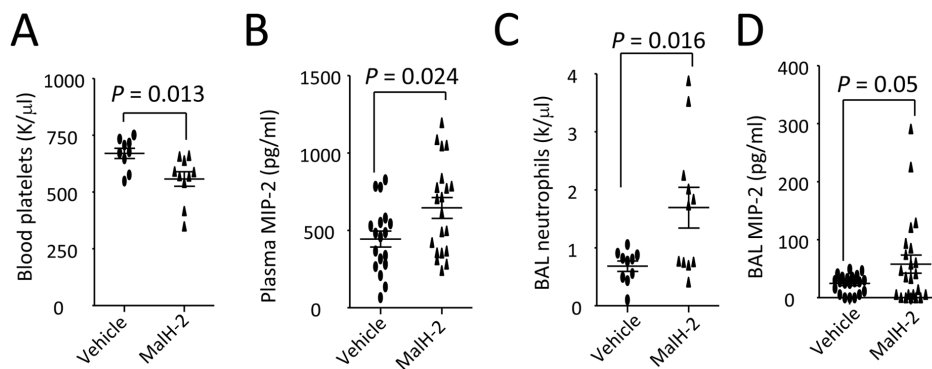 A
Blood platelets (K/µl)
1000
750
500
250
0
P = 0.013
Vehicle
MalH-2
B
Plasma MIP-2 (pg/ml)
1500
1000
500
0
P = 0.024
Vehicle
MalH-2
C
BAL neutrophils (k/µl)
4
3
2
1
0
P = 0.016
Vehicle
MalH-2
D
BAL MIP-2 (pg/ml)
400
300
200
100
0
P = 0.05
Vehicle
MalH-2